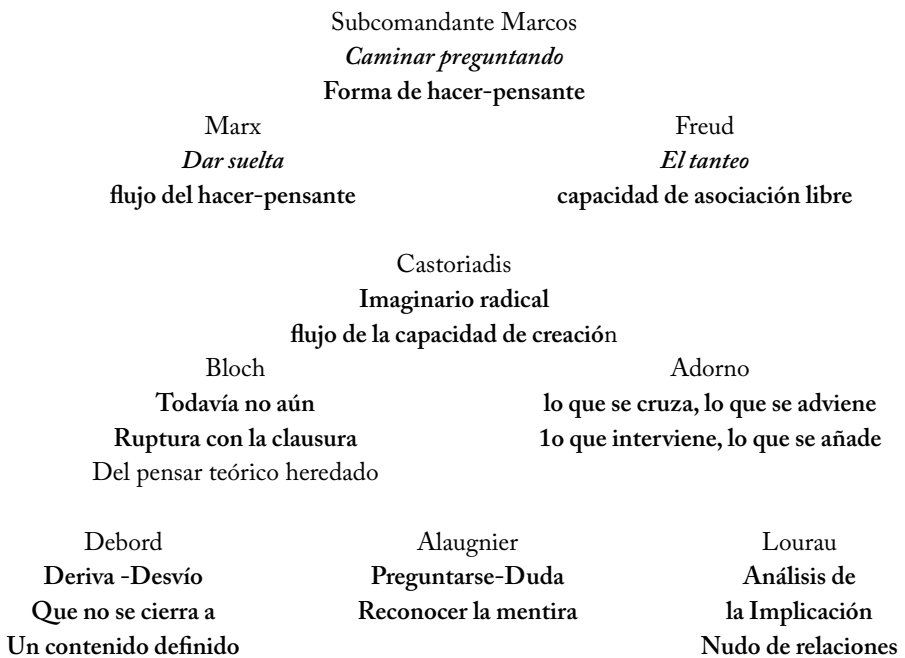 Subcomandante Marcos
Caminar preguntando
Forma de hacer-pensante
Marx
Dar suelta
flujo del hacer-pensante
Freud
El tanteo
capacidad de asociación libre
Castoriadis
Imaginario radical
flujo de la capacidad de creación
Bloch
Todavía no aún
Ruptura con la clausura
Del pensar teórico heredado
Adorno
lo que se cruza, lo que se adviene
1o que interviene, lo que se añade
Debord
Deriva -Desvío
Que no se cierra a
Un contenido definido
Alaugnier
Preguntarse-Duda
Reconocer la mentira
Lourau
Análisis de
la Implicación
Nudo de relaciones